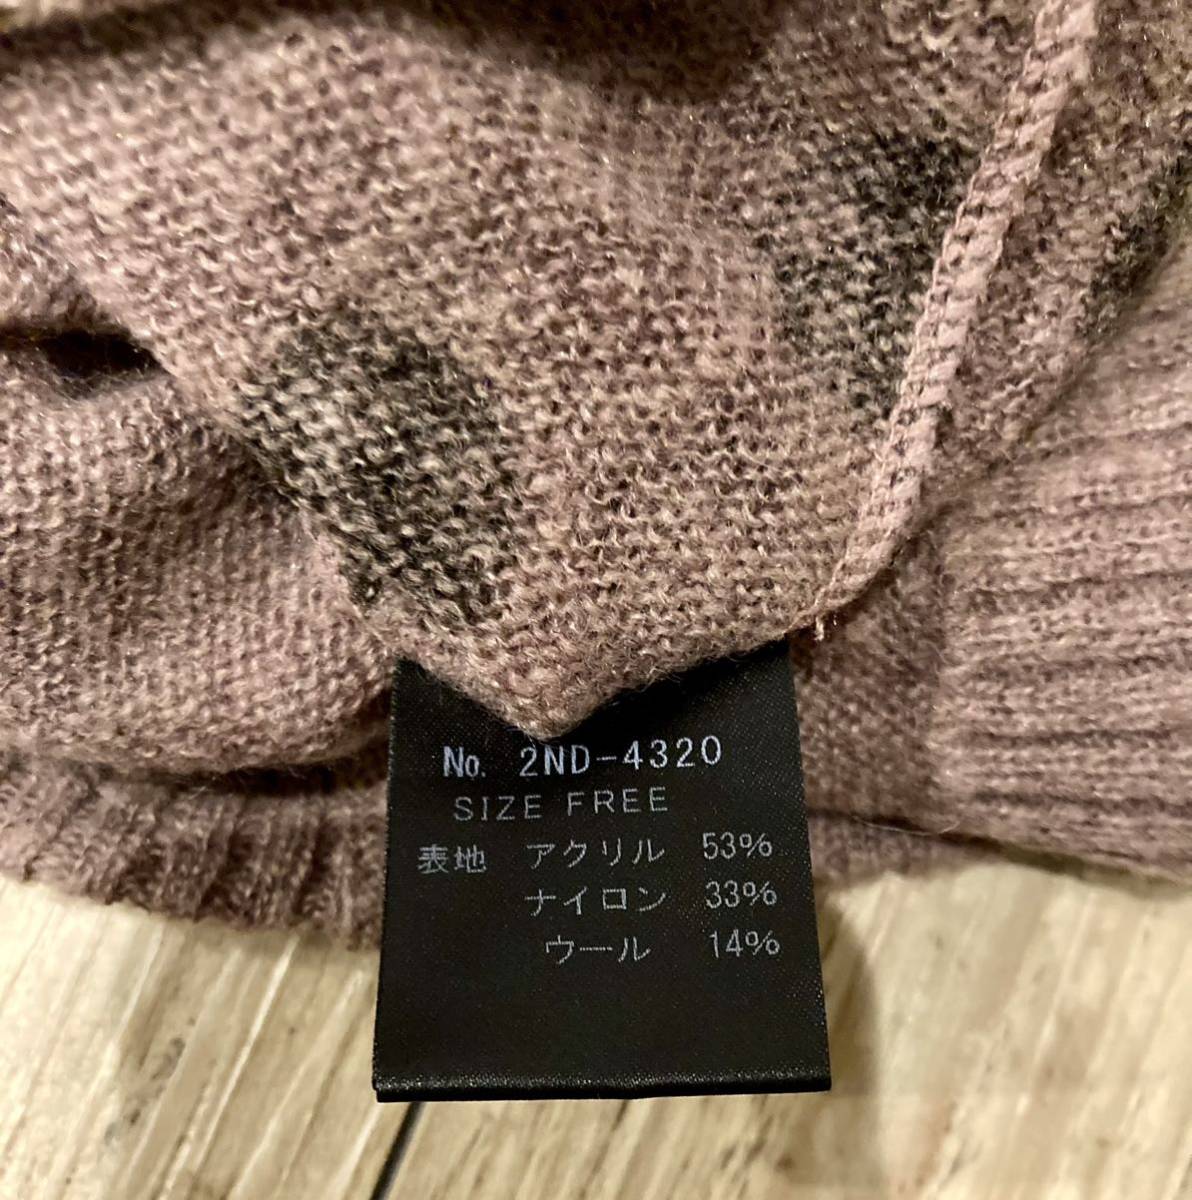 No. 2ND-4320
SIZE FREE
表地 アクリル 53%
ナイロン 33%
ウール 14%